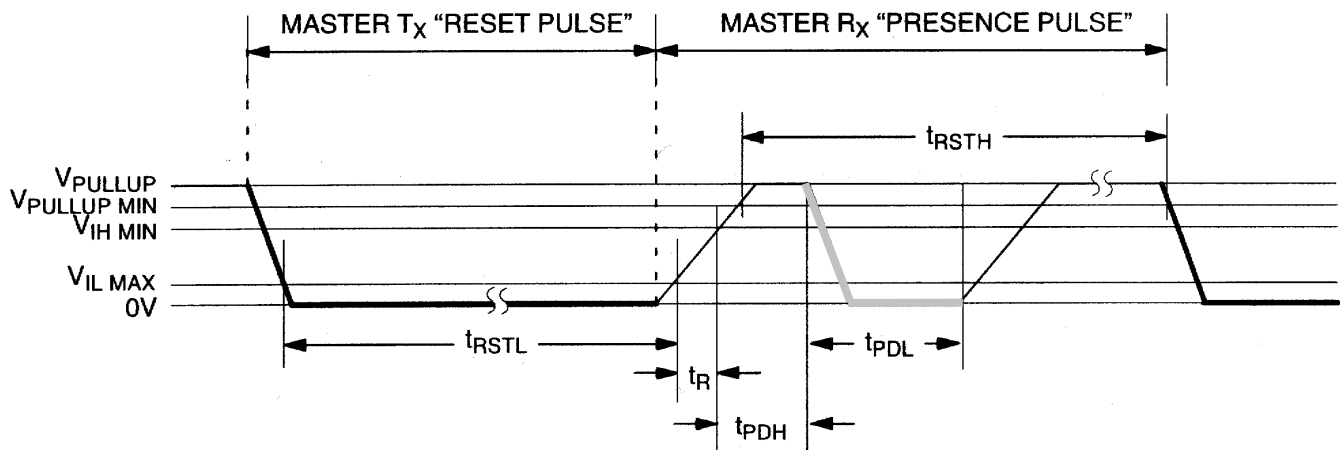 MASTER TX “RESET PULSE”
MASTER RX “PRESENCE PULSE”
tRSTH
VPULLUP
VPULLUP MIN
VIH MIN
VIL MAX
0V
tRSTL
tPDL
tR
tPDH